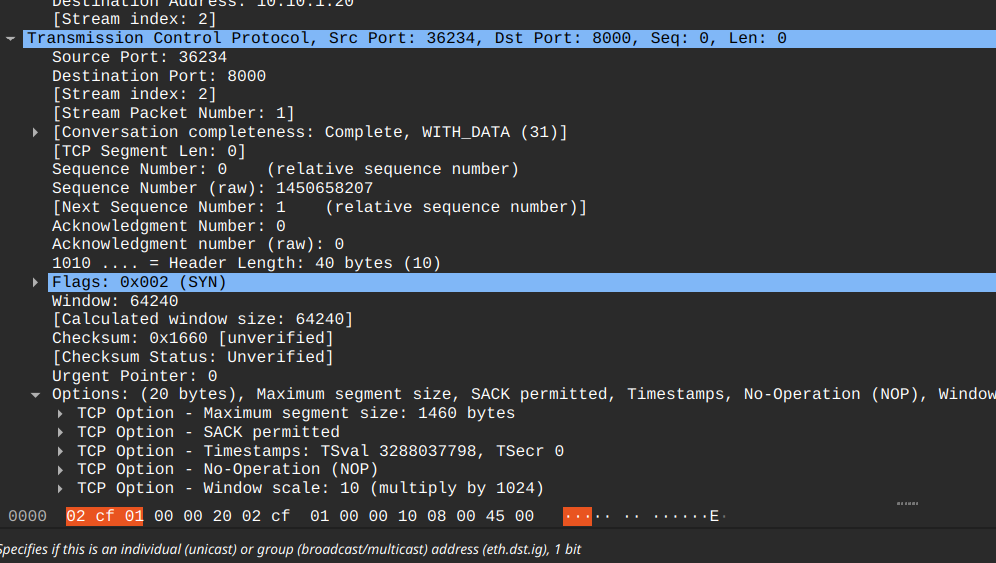 Destination Address: 10.10.1.20
[Stream index: 2]
Transmission Control Protocol, Src Port: 36234, Dst Port: 8000, Seq: 0, Len: 0
Source Port: 36234
Destination Port: 8000
[Stream index: 2]
[Stream Packet Number: 1]
[Conversation completeness: Complete, WITH_DATA (31)]
[TCP Segment Len: 0]
Sequence Number: 0    (relative sequence number)
Sequence Number (raw): 1450658207
[Next Sequence Number: 1    (relative sequence number)]
Acknowledgment Number: 0
Acknowledgment number (raw): 0
1010 .... = Header Length: 40 bytes (10)
Flags: 0x002 (SYN)
Window: 64240
[Calculated window size: 64240]
Checksum: 0x1660 [unverified]
[Checksum Status: Unverified]
Urgent Pointer: 0
Options: (20 bytes), Maximum segment size, SACK permitted, Timestamps, No-Operation (NOP), Window
TCP Option - Maximum segment size: 1460 bytes
TCP Option - SACK permitted
TCP Option - Timestamps: TSval 3288037798, TSecr 0
TCP Option - No-Operation (NOP)
TCP Option - Window scale: 10 (multiply by 1024)
0000  02 cf 01 00 00 20 02 cf  01 00 00 10 08 00 45 00   ····· ·· ······E·
Specifies if this is an individual (unicast) or group (broadcast/multicast) address (eth.dst.ig), 1 bit